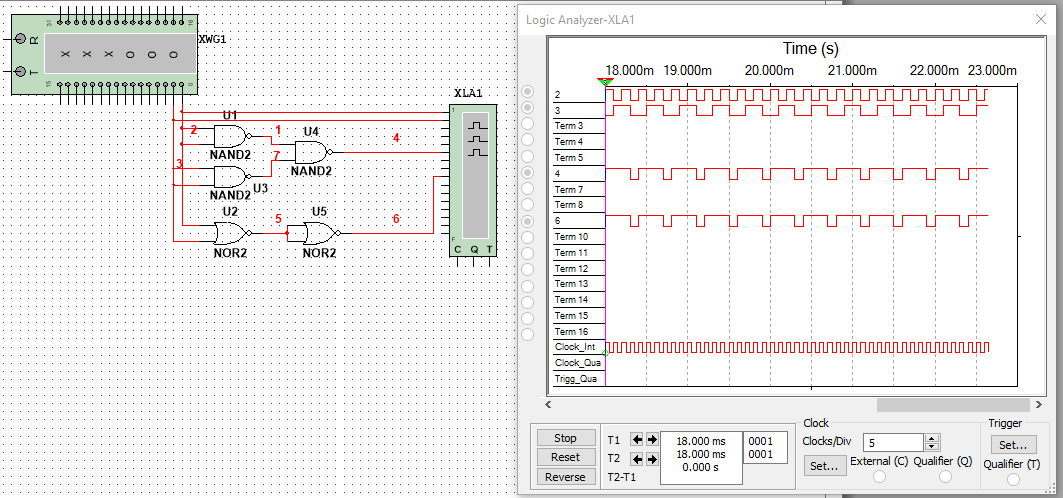 Logic Analyzer-XLA1
Time (s)
18.000m 19.000m 20.000m 21.000m 22.000m 23.000m
31 16
R X X X O O O XWG1
T
15 0
XLA1
1
U1
2 1 U4 4
NAND2
3 7 NAND2
NAND2 U3
U2 5 U5 6
NOR2 NOR2
F
C Q T
2
3
Term 3
Term 4
Term 5
4
Term 7
Term 8
6
Term 10
Term 11
Term 12
Term 13
Term 14
Term 15
Term 16
Clock_Int
Clock_Qua
Trigg_Qua
Stop
Reset
Reverse
T1 18.000 ms 0001
T2 18.000 ms 0001
T2-T1 0.000 s
Clock
Clocks/Div 5
Set... External (C) Qualifier (Q)
Trigger
Set...
Qualifier (T)